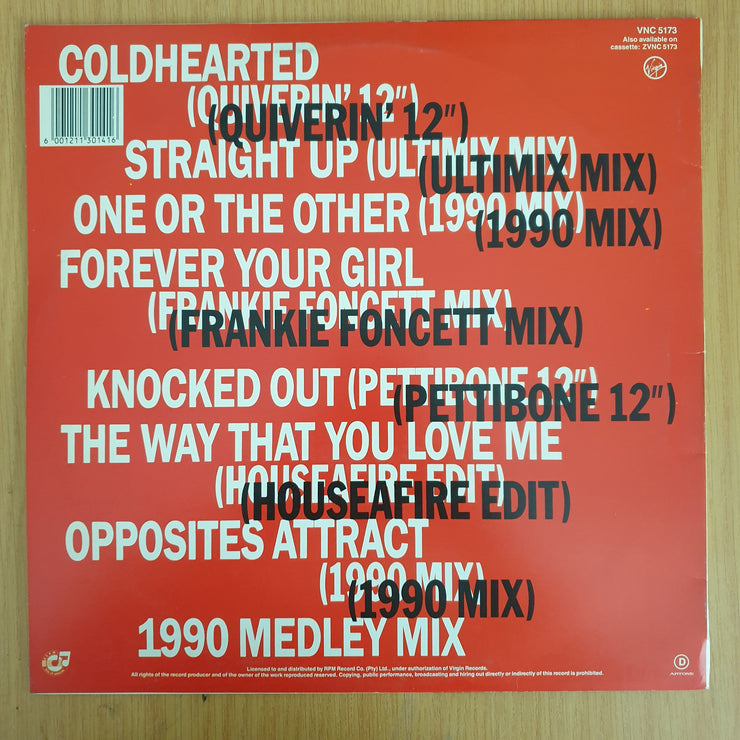 VNC 5173
Also available on
cassette: ZVNC 5173
Virgin
COLDHEARTED
(QUIVERIN' 12")
(QUIVERIN' 12")
6 001211 301416
STRAIGHT UP (ULTIMIX MIX)
(ULTIMIX MIX)
ONE OR THE OTHER (1990 MIX)
(1990 MIX)
FOREVER YOUR GIRL
(FRANKIE FONCETT MIX)
(FRANKIE FONCETT MIX)
KNOCKED OUT (PETTIBONE 12")
(PETTIBONE 12")
THE WAY THAT YOU LOVE ME
(HOUSEAFIRE EDIT)
(HOUSEAFIRE EDIT)
OPPOSITES ATTRACT
(1990 MIX)
(1990 MIX)
1990 MEDLEY MIX
Licensed to and distributed by RPM Record Co. (Pty) Ltd., under authorization of Virgin Records.
All rights of the record producer and of the owner of the work reproduced reserved. Copying, public performance, broadcasting and hiring out directly or indirectly of this record is prohibited.
D
ARTONE